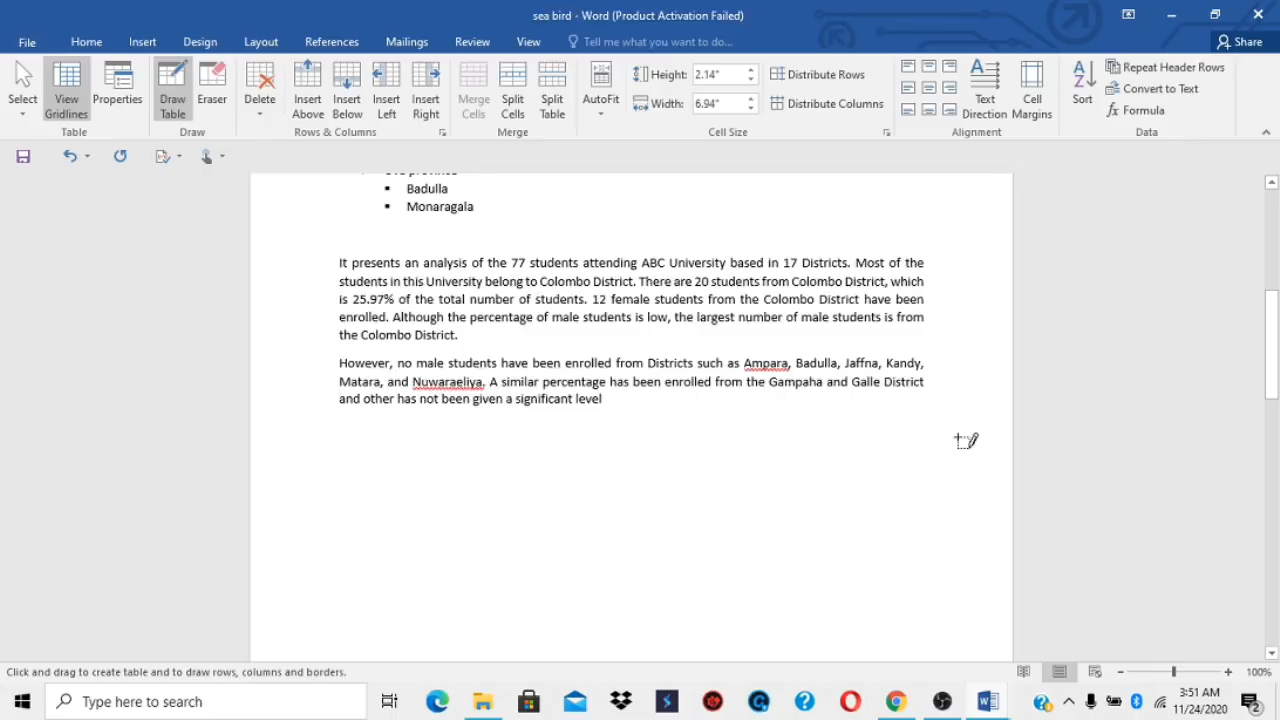 sea bird - Word (Product Activation Failed)
File Home Insert Design Layout References Mailings Review View Tell me what you want to do... Share
Height: 2.14" Distribute Rows Repeat Header Rows
Width: 6.94" Distribute Columns Convert to Text
Formula
Select View Gridlines Properties Draw Table Eraser Delete Insert Above Insert Below Insert Left Insert Right Merge Cells Split Cells Split Table AutoFit Text Direction Cell Margins Sort
Table Draw Rows & Columns Merge Cell Size Alignment Data
Badulla
Monaragala
It presents an analysis of the 77 students attending ABC University based in 17 Districts. Most of the
students in this University belong to Colombo District. There are 20 students from Colombo District, which
is 25.97% of the total number of students. 12 female students from the Colombo District have been
enrolled. Although the percentage of male students is low, the largest number of male students is from
the Colombo District.
However, no male students have been enrolled from Districts such as Ampara, Badulla, Jaffna, Kandy,
Matara, and Nuwaraeliya. A similar percentage has been enrolled from the Gampaha and Galle District
and other has not been given a significant level
Click and drag to create table and to draw rows, columns and borders. 100%
Type here to search
3:51 AM
11/24/2020
2